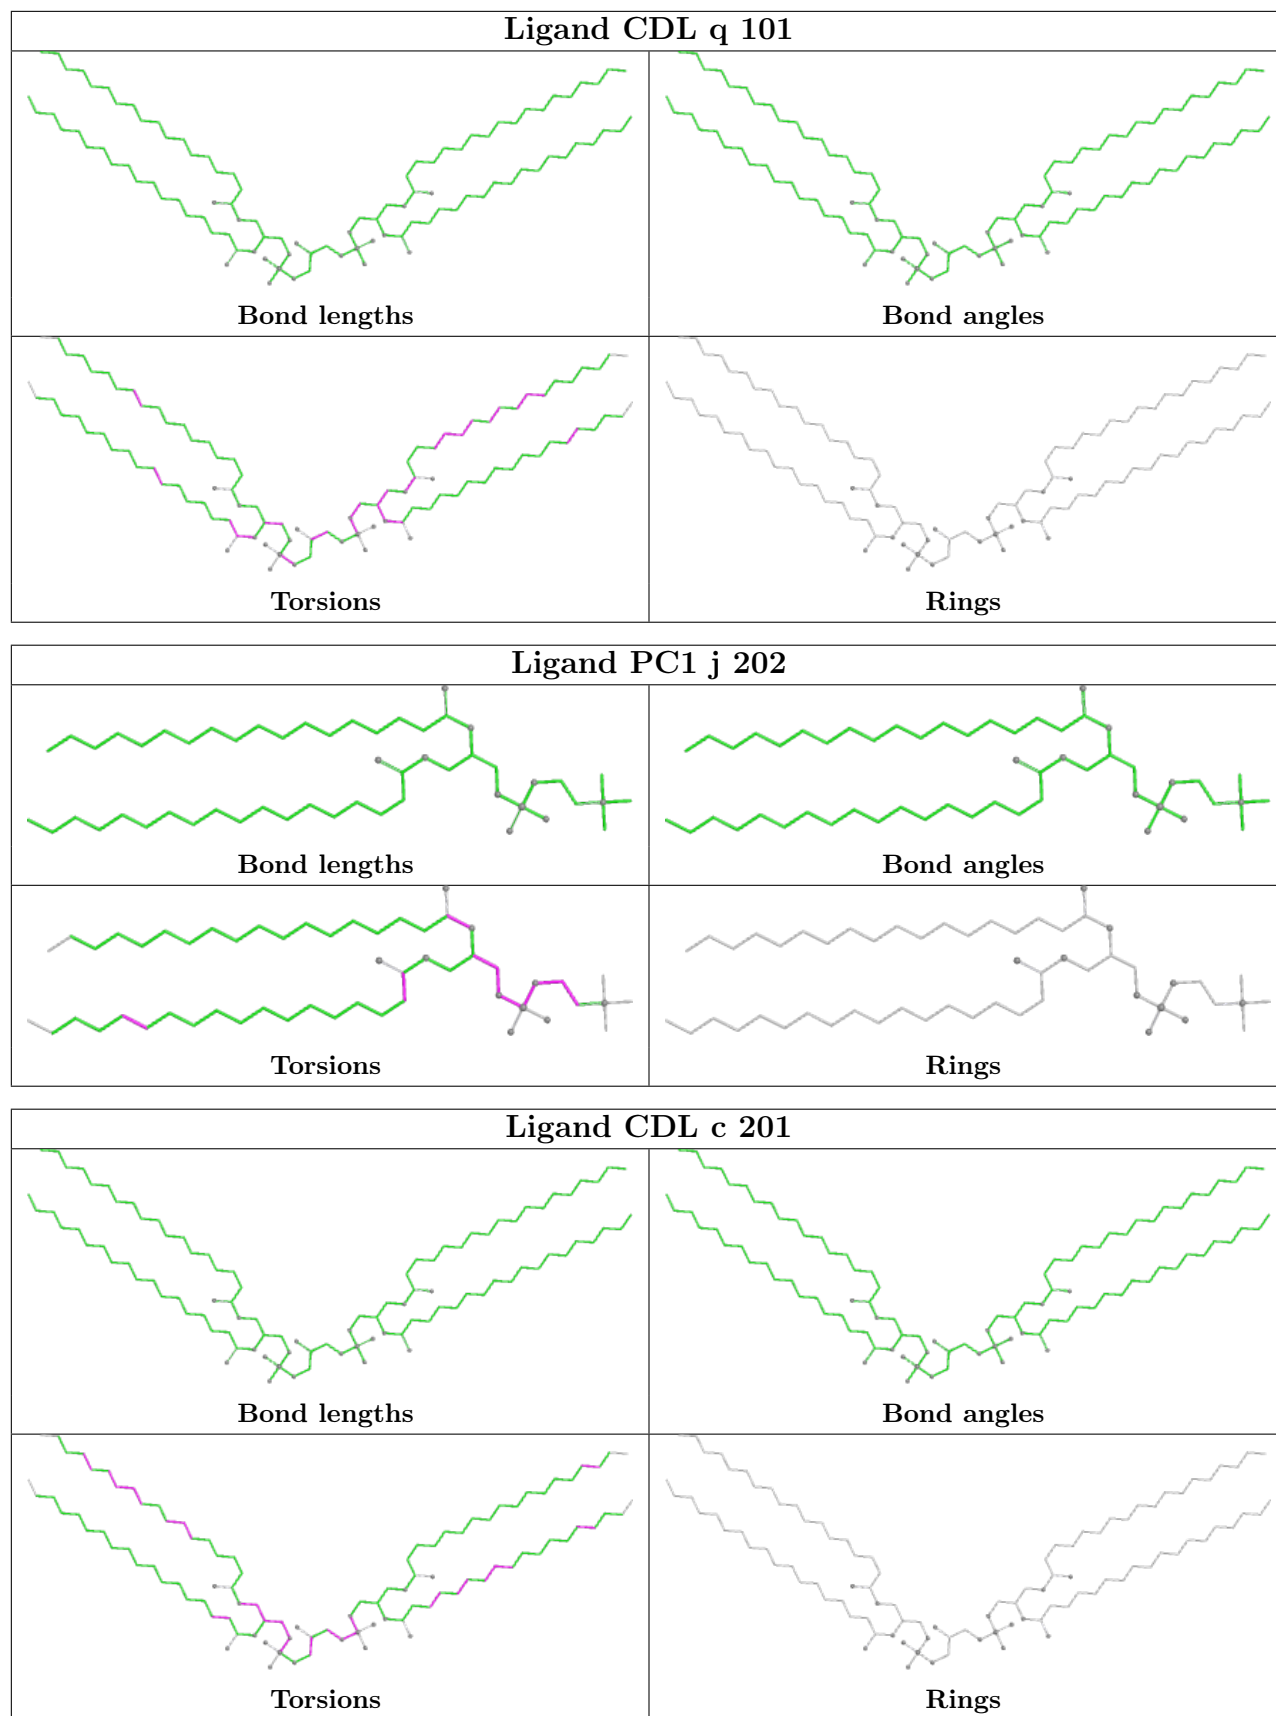 Ligand CDL q 101
Bond lengths
Bond angles
Torsions
Rings
Ligand PC1 j 202
Bond lengths
Bond angles
Torsions
Rings
Ligand CDL c 201
Bond lengths
Bond angles
Torsions
Rings